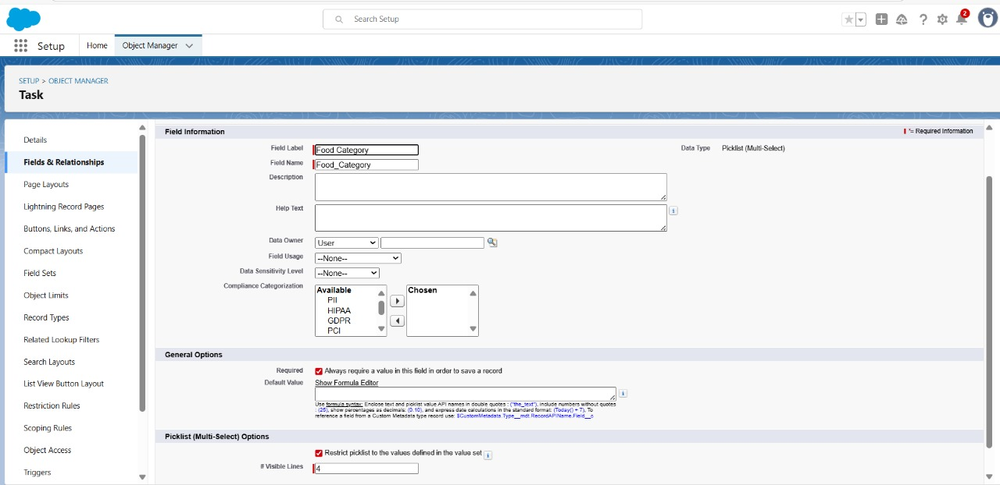 Search Setup
2
Setup
Home
Object Manager
SETUP > OBJECT MANAGER
Task
Details
Fields & Relationships
Page Layouts
Lightning Record Pages
Buttons, Links, and Actions
Compact Layouts
Field Sets
Object Limits
Record Types
Related Lookup Filters
Search Layouts
List View Button Layout
Restriction Rules
Scoping Rules
Object Access
Triggers
Field Information
= Required Information
Field Label Food Category
Data Type Picklist (Multi-Select)
Field Name Food_Category
Description
Help Text
i
Data Owner User
Field Usage --None--
Data Sensitivity Level --None--
Compliance Categorization
Available
PII
HIPAA
GDPR
PCI
Chosen
General Options
Required Always require a value in this field in order to save a record
Default Value Show Formula Editor
i
Use formula syntax: Enclose text and picklist value API names in double quotes : ("the_text"), include numbers without quotes
: (25), show percentages as decimals: (0.10), and express date calculations in the standard format: (Today() + 7). To
reference a field from a Custom Metadata type record use: $CustomMetadata.Type__mdt.RecordAPIName.Field__c
Picklist (Multi-Select) Options
Restrict picklist to the values defined in the value set i
# Visible Lines 4